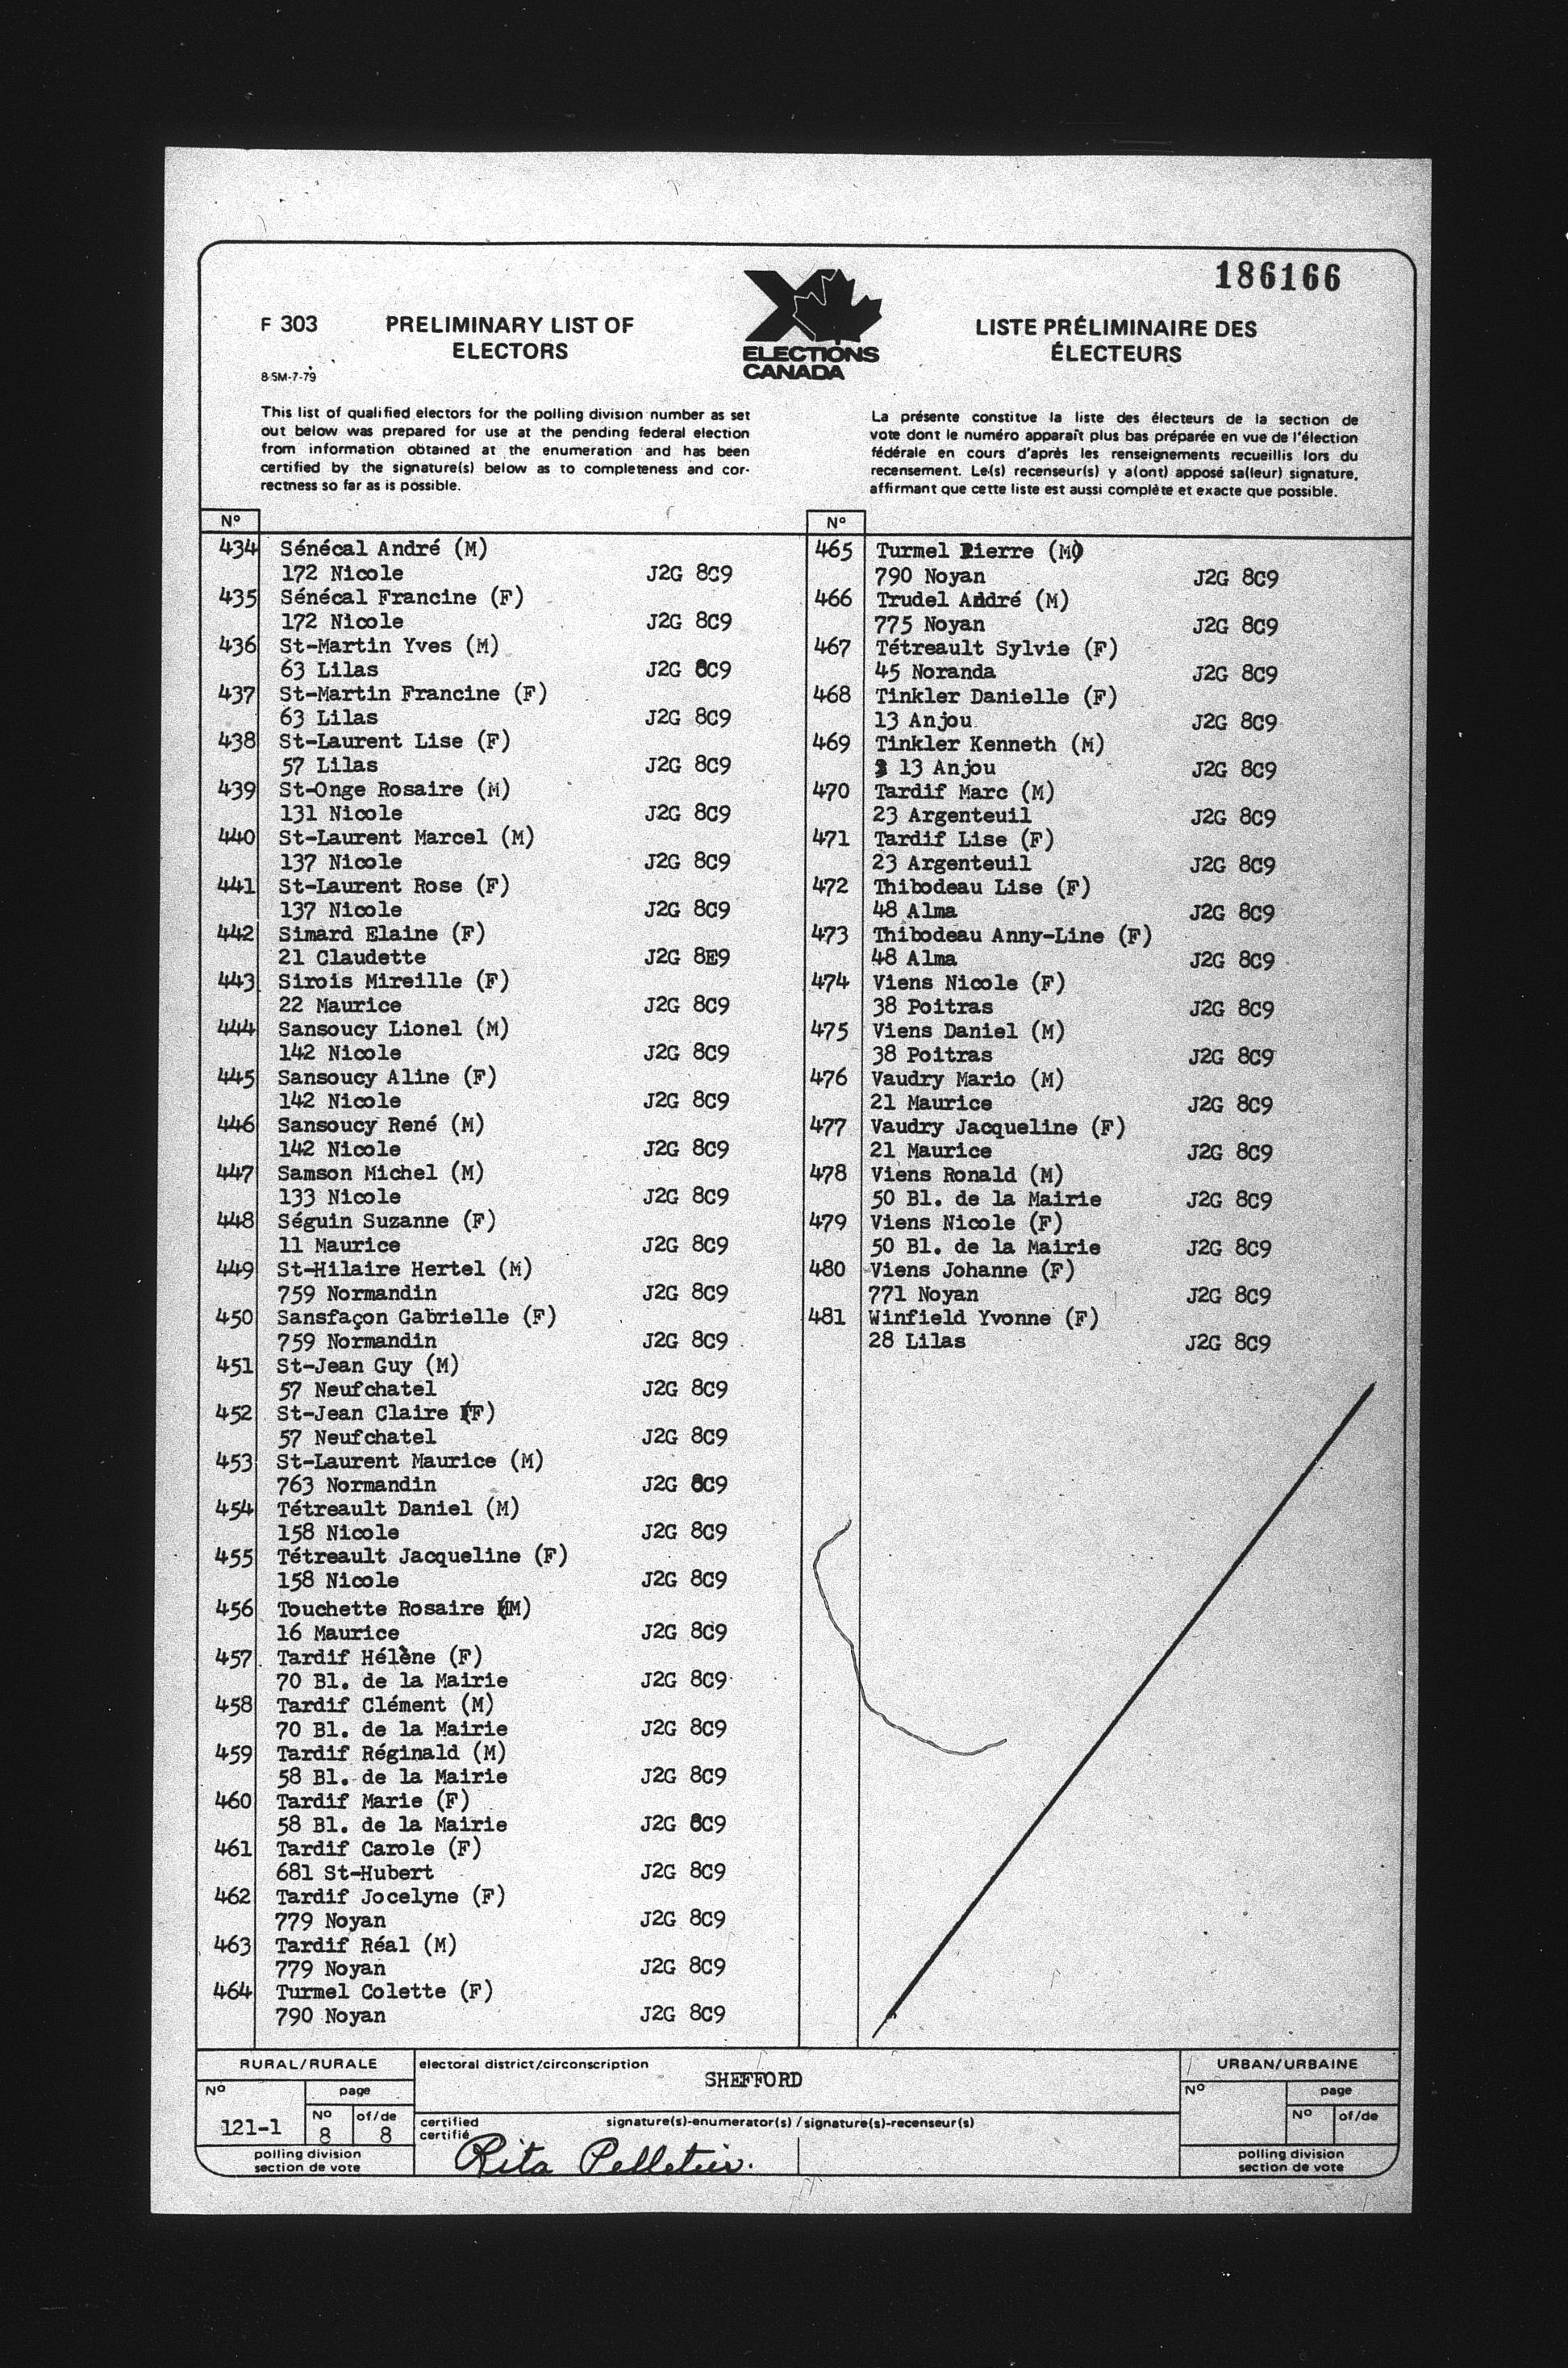 186166
F 303
PRELIMINARY LIST OF
ELECTORS
8·5M-7-79
ELECTIONS
CANADA
LISTE PRÉLIMINAIRE DES
ÉLECTEURS
This list of qualified electors for the polling division number as set
out below was prepared for use at the pending federal election
from information obtained at the enumeration and has been
certified by the signature(s) below as to completeness and cor-
rectness so far as is possible.
La présente constitue la liste des électeurs de la section de
vote dont le numéro apparaît plus bas préparée en vue de l'élection
fédérale en cours d'après les renseignements recueillis lors du
recensement. Le(s) recenseur(s) y a(ont) apposé sa(leur) signature,
affirmant que cette liste est aussi complète et exacte que possible.
Nº
434 Sénécal André (M)
172 Nicole J2G 8C9
435 Sénécal Francine (F)
172 Nicole J2G 8C9
436 St-Martin Yves (M)
63 Lilas J2G 8C9
437 St-Martin Francine (F)
63 Lilas J2G 8C9
438 St-Laurent Lise (F)
57 Lilas J2G 8C9
439 St-Onge Rosaire (M)
131 Nicole J2G 8C9
440 St-Laurent Marcel (M)
137 Nicole J2G 8C9
441 St-Laurent Rose (F)
137 Nicole J2G 8C9
442 Simard Elaine (F)
21 Claudette J2G 8E9
443 Sirois Mireille (F)
22 Maurice J2G 8C9
444 Sansoucy Lionel (M)
142 Nicole J2G 8C9
445 Sansoucy Aline (F)
142 Nicole J2G 8C9
446 Sansoucy René (M)
142 Nicole J2G 8C9
447 Samson Michel (M)
133 Nicole J2G 8C9
448 Séguin Suzanne (F)
11 Maurice J2G 8C9
449 St-Hilaire Hertel (M)
759 Normandin J2G 8C9
450 Sansfaçon Gabrielle (F)
759 Normandin J2G 8C9
451 St-Jean Guy (M)
57 Neufchatel J2G 8C9
452 St-Jean Claire (F)
57 Neufchatel J2G 8C9
453 St-Laurent Maurice (M)
763 Normandin J2G 8C9
454 Tétreault Daniel (M)
158 Nicole J2G 8C9
455 Tétreault Jacqueline (F)
158 Nicole J2G 8C9
456 Touchette Rosaire (M)
16 Maurice J2G 8C9
457 Tardif Hélène (F)
70 Bl. de la Mairie J2G 8C9
458 Tardif Clément (M)
70 Bl. de la Mairie J2G 8C9
459 Tardif Réginald (M)
58 Bl. de la Mairie J2G 8C9
460 Tardif Marie (F)
58 Bl. de la Mairie J2G 8C9
461 Tardif Carole (F)
681 St-Hubert J2G 8C9
462 Tardif Jocelyne (F)
779 Noyan J2G 8C9
463 Tardif Réal (M)
779 Noyan J2G 8C9
464 Turmel Colette (F)
790 Noyan J2G 8C9
Nº
465 Turmel Pierre (M)
790 Noyan J2G 8C9
466 Trudel André (M)
775 Noyan J2G 8C9
467 Tétreault Sylvie (F)
45 Noranda J2G 8C9
468 Tinkler Danielle (F)
13 Anjou J2G 8C9
469 Tinkler Kenneth (M)
13 Anjou J2G 8C9
470 Tardif Marc (M)
23 Argenteuil J2G 8C9
471 Tardif Lise (F)
23 Argenteuil J2G 8C9
472 Thibodeau Lise (F)
48 Alma J2G 8C9
473 Thibodeau Anny-Line (F)
48 Alma J2G 8C9
474 Viens Nicole (F)
38 Poitras J2G 8C9
475 Viens Daniel (M)
38 Poitras J2G 8C9
476 Vaudry Mario (M)
21 Maurice J2G 8C9
477 Vaudry Jacqueline (F)
21 Maurice J2G 8C9
478 Viens Ronald (M)
50 Bl. de la Mairie J2G 8C9
479 Viens Nicole (F)
50 Bl. de la Mairie J2G 8C9
480 Viens Johanne (F)
771 Noyan J2G 8C9
481 Winfield Yvonne (F)
28 Lilas J2G 8C9
RURAL/RURALE
Nº page
121-1 Nº of/de
8 8
polling division
section de vote
electoral district/circonscription
SHEFFORD
certified signature(s)-enumerator(s) /signature(s)-recenseur(s)
certifié
Rita Pelletier.
URBAN/URBAINE
Nº page
Nº of/de
polling division
section de vote